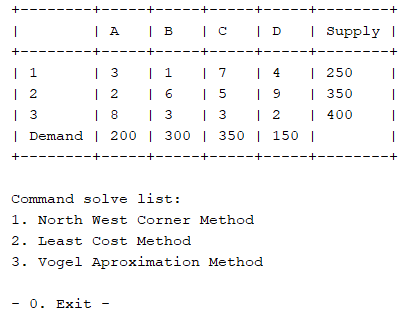 +--------+-----+-----+-----+-----+--------+
|        | A   | B   | C   | D   | Supply |
+--------+-----+-----+-----+-----+--------+
| 1      | 3   | 1   | 7   | 4   | 250    |
| 2      | 2   | 6   | 5   | 9   | 350    |
| 3      | 8   | 3   | 3   | 2   | 400    |
| Demand | 200 | 300 | 350 | 150 |        |
+--------+-----+-----+-----+-----+--------+
Command solve list:
1. North West Corner Method
2. Least Cost Method
3. Vogel Aproximation Method
- 0. Exit -